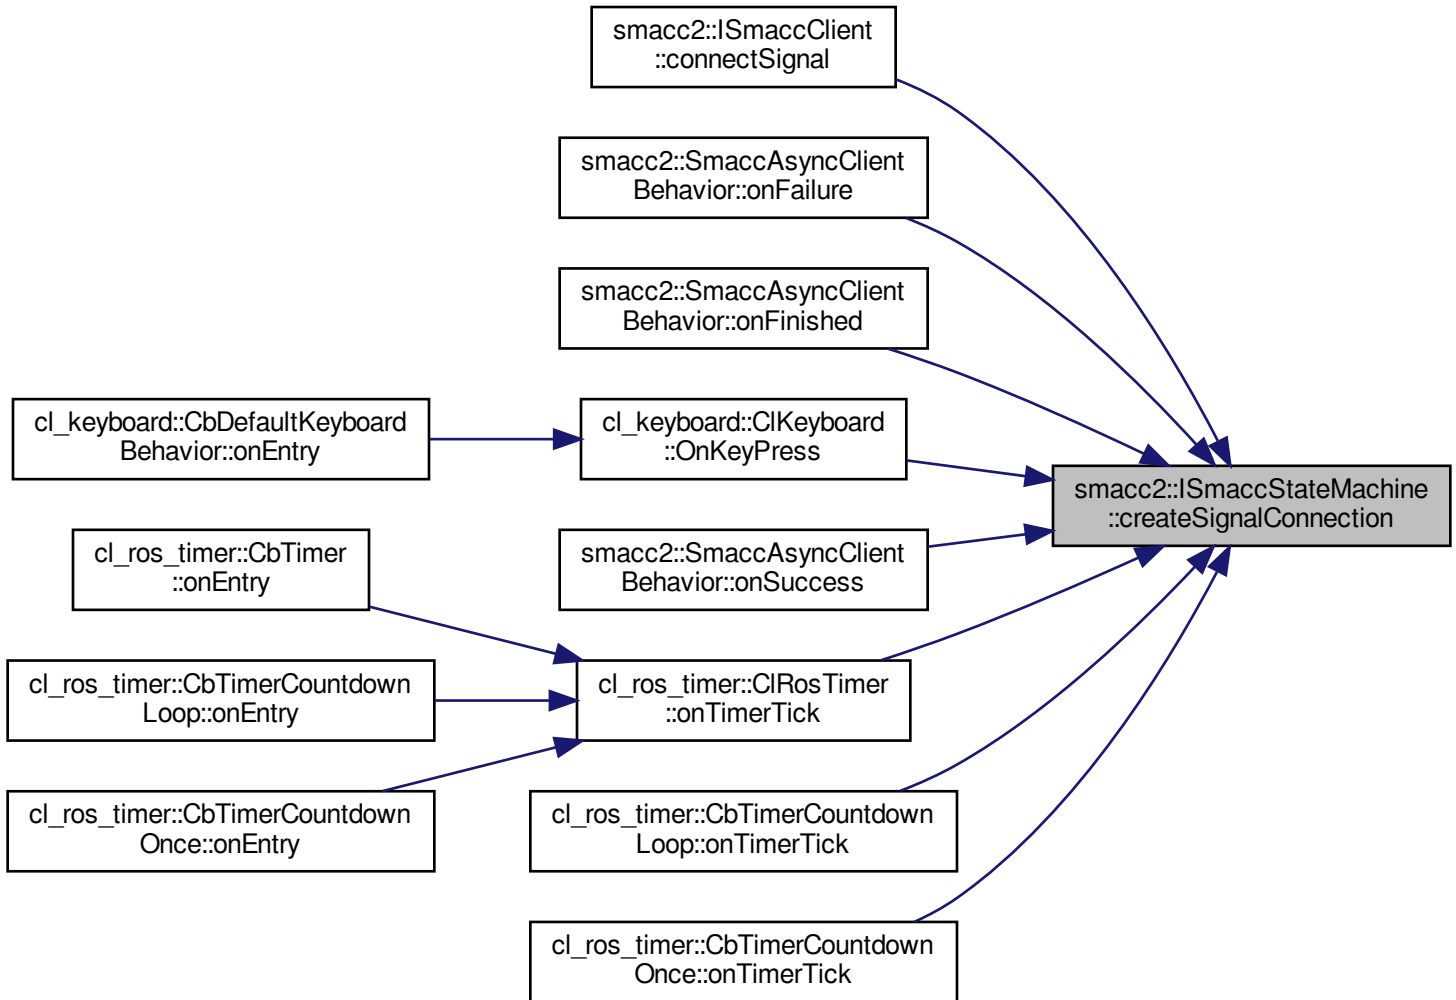 smacc2::ISmaccClient
::connectSignal
smacc2::SmaccAsyncClient
Behavior::onFailure
smacc2::SmaccAsyncClient
Behavior::onFinished
cl_keyboard::CbDefaultKeyboard
Behavior::onEntry
cl_keyboard::ClKeyboard
::OnKeyPress
smacc2::ISmaccStateMachine
::createSignalConnection
cl_ros_timer::CbTimer
::onEntry
smacc2::SmaccAsyncClient
Behavior::onSuccess
cl_ros_timer::CbTimerCountdown
Loop::onEntry
cl_ros_timer::ClRosTimer
::onTimerTick
cl_ros_timer::CbTimerCountdown
Once::onEntry
cl_ros_timer::CbTimerCountdown
Loop::onTimerTick
cl_ros_timer::CbTimerCountdown
Once::onTimerTick